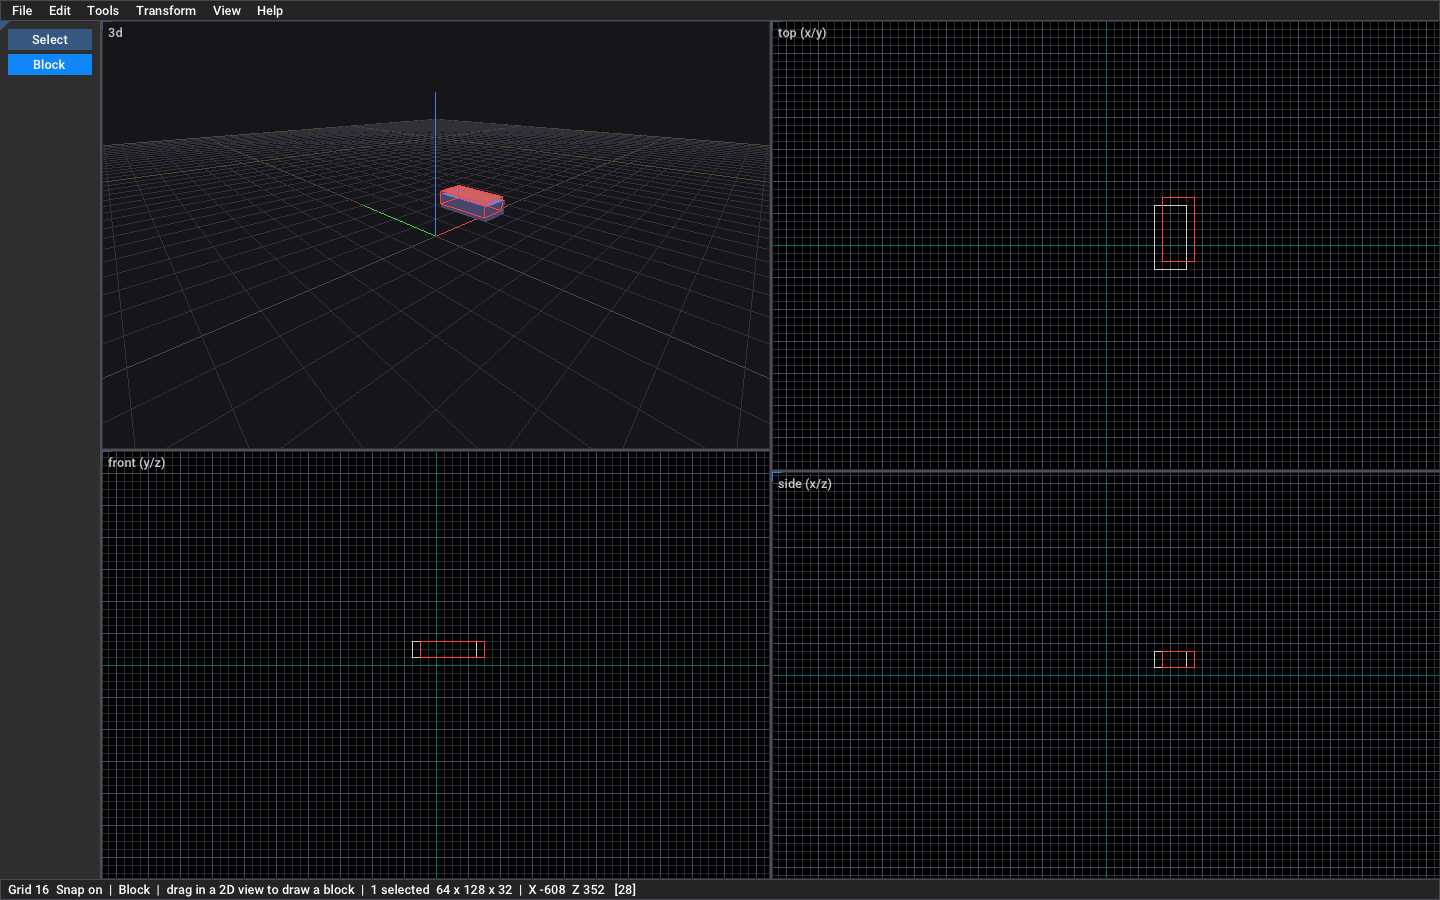 File Edit Tools Transform View Help
Select
Block
3d
top (x/y)
front (y/z)
side (x/z)
Grid 16 Snap on | Block | drag in a 2D view to draw a block | 1 selected 64 x 128 x 32 | X -608 Z 352 [28]